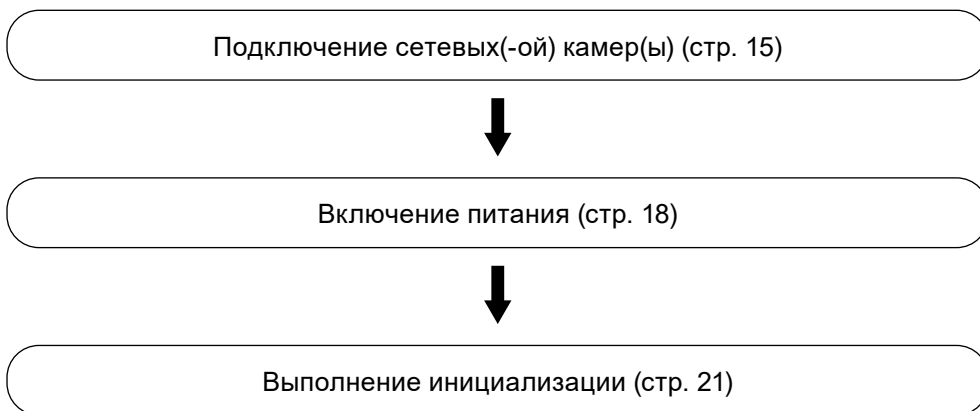 Подключение сетевых(-ой) камер(ы) (стр. 15)
Включение питания (стр. 18)
Выполнение инициализации (стр. 21)